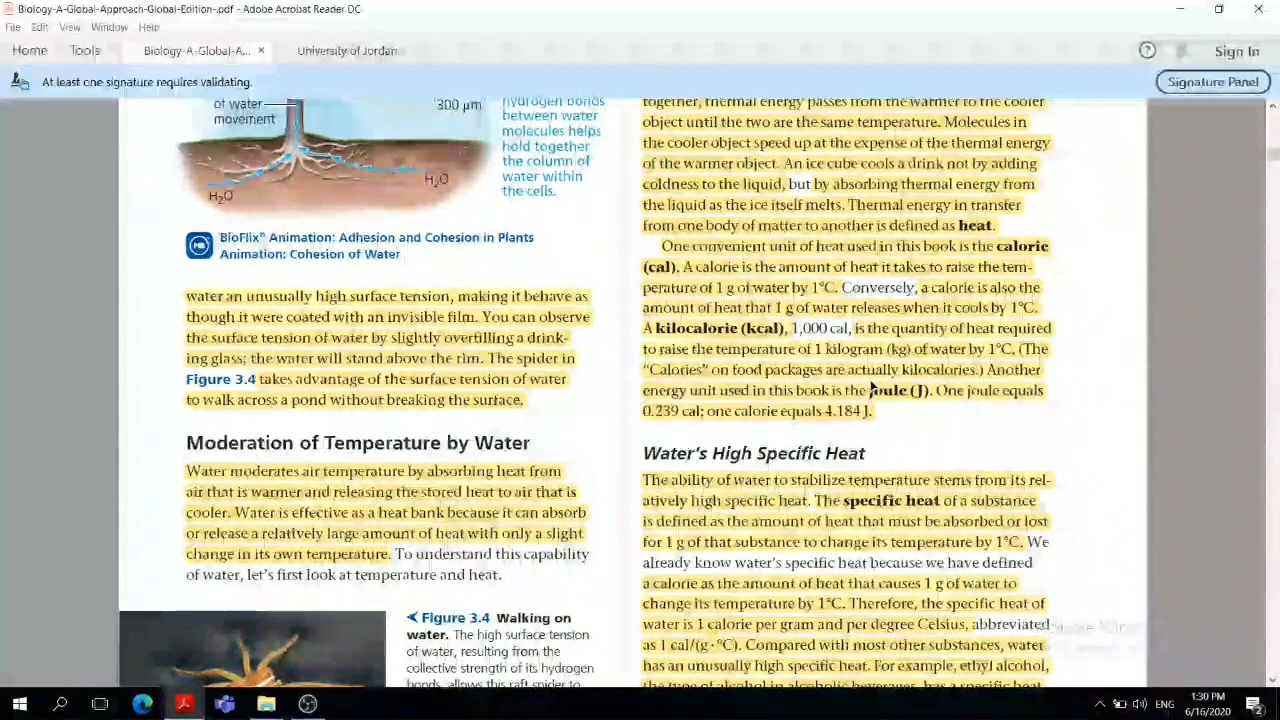 Biology-A-Global-Approach-Global-Edition-.pdf - Adobe Acrobat Reader DC
File Edit View Window Help
Home Tools Biology-A-Global-A... × University of Jordan Sign In
At least one signature requires validating. Signature Panel
of water
movement
300 µm
H₂O
H₂O
hydrogen bonds
between water
molecules helps
hold together
the column of
water within
the cells.
BioFlix® Animation: Adhesion and Cohesion in Plants
Animation: Cohesion of Water
water an unusually high surface tension, making it behave as
though it were coated with an invisible film. You can observe
the surface tension of water by slightly overfilling a drink-
ing glass; the water will stand above the rim. The spider in
Figure 3.4 takes advantage of the surface tension of water
to walk across a pond without breaking the surface.
Moderation of Temperature by Water
Water moderates air temperature by absorbing heat from
air that is warmer and releasing the stored heat to air that is
cooler. Water is effective as a heat bank because it can absorb
or release a relatively large amount of heat with only a slight
change in its own temperature. To understand this capability
of water, let's first look at temperature and heat.
Figure 3.4 Walking on
water. The high surface tension
of water, resulting from the
collective strength of its hydrogen
bonds, allows this raft spider to
together, thermal energy passes from the warmer to the cooler
object until the two are the same temperature. Molecules in
the cooler object speed up at the expense of the thermal energy
of the warmer object. An ice cube cools a drink not by adding
coldness to the liquid, but by absorbing thermal energy from
the liquid as the ice itself melts. Thermal energy in transfer
from one body of matter to another is defined as heat.
One convenient unit of heat used in this book is the calorie
(cal). A calorie is the amount of heat it takes to raise the tem-
perature of 1 g of water by 1°C. Conversely, a calorie is also the
amount of heat that 1 g of water releases when it cools by 1°C.
A kilocalorie (kcal), 1,000 cal, is the quantity of heat required
to raise the temperature of 1 kilogram (kg) of water by 1°C. (The
"Calories" on food packages are actually kilocalories.) Another
energy unit used in this book is the joule (J). One joule equals
0.239 cal; one calorie equals 4.184 J.
Water's High Specific Heat
The ability of water to stabilize temperature stems from its rel-
atively high specific heat. The specific heat of a substance
is defined as the amount of heat that must be absorbed or lost
for 1 g of that substance to change its temperature by 1°C. We
already know water's specific heat because we have defined
a calorie as the amount of heat that causes 1 g of water to
change its temperature by 1°C. Therefore, the specific heat of
water is 1 calorie per gram and per degree Celsius, abbreviated
as 1 cal/(g · °C). Compared with most other substances, water
has an unusually high specific heat. For example, ethyl alcohol,
the type of alcohol in alcoholic beverages, has a specific heat
ENG
1:30 PM
6/16/2020
2